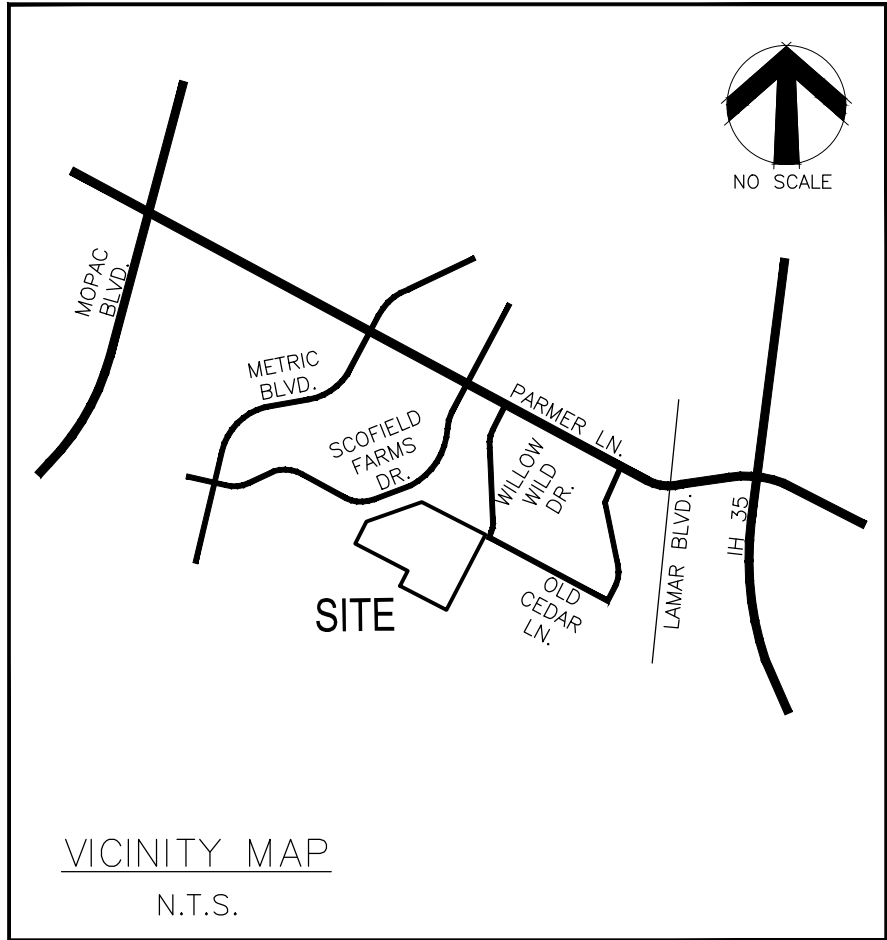 NO SCALE
MOPAC
BLVD.
METRIC
BLVD.
SCOFIELD
FARMS
DR.
PARMER LN.
WILLOW
WILD
DR.
LAMAR BLVD.
IH 35
OLD
CEDAR
LN.
SITE
VICINITY MAP
N.T.S.